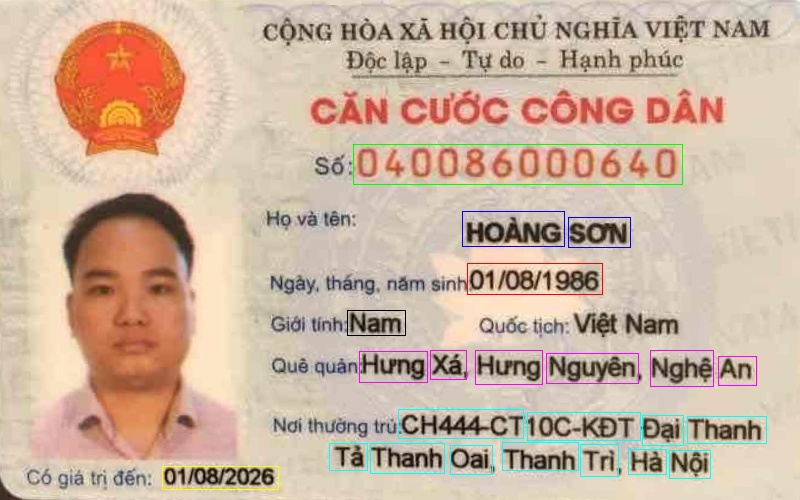 CỘNG HÒA XÃ HỘI CHỦ NGHĨA VIỆT NAM
Độc lập - Tự do - Hạnh phúc
CĂN CƯỚC CÔNG DÂN
Số: 040086000640
Họ và tên: HOÀNG SƠN
Ngày, tháng, năm sinh: 01/08/1986
Giới tính: Nam Quốc tịch: Việt Nam
Quê quán: Hưng Xá, Hưng Nguyên, Nghệ An
Nơi thường trú: CH444-CT10C-KĐT Đại Thanh
Tả Thanh Oai, Thanh Trì, Hà Nội
Có giá trị đến: 01/08/2026